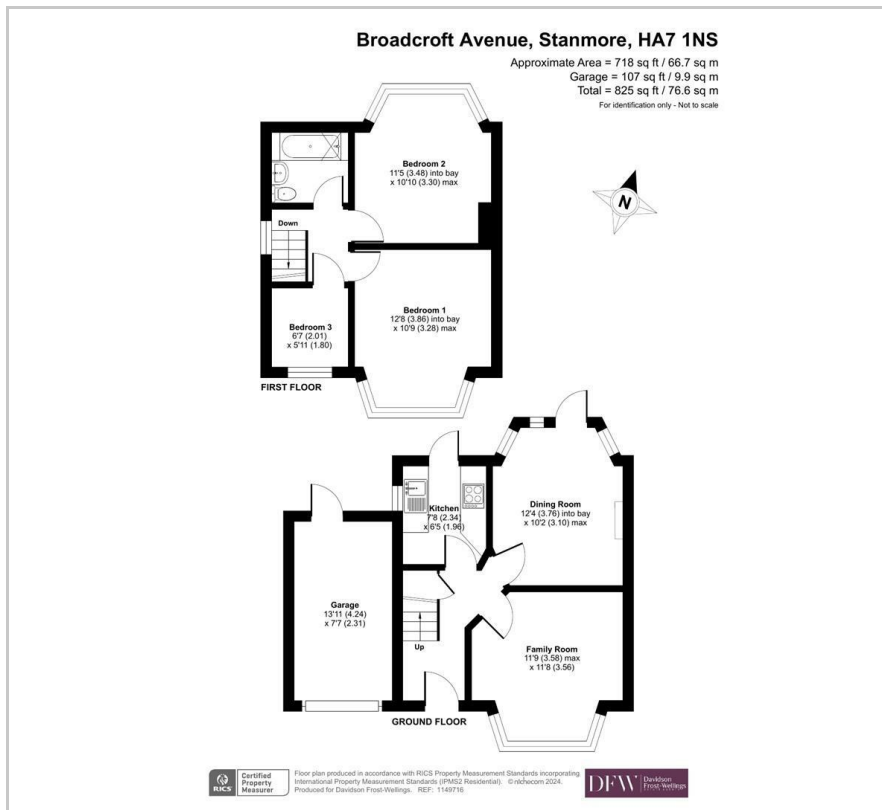 Broadcroft Avenue, Stanmore, HA7 1NS
Approximate Area = 718 sq ft / 66.7 sq m
Garage = 107 sq ft / 9.9 sq m
Total = 825 sq ft / 76.6 sq m
For identification only - Not to scale
N
Bedroom 2
11'5 (3.48) into bay
x 10'10 (3.30) max
Down
Bedroom 1
12'8 (3.86) into bay
x 10'9 (3.28) max
Bedroom 3
6'7 (2.01)
x 5'11 (1.80)
FIRST FLOOR
Kitchen
7'8 (2.34)
x 6'5 (1.96)
Dining Room
12'4 (3.76) into bay
x 10'2 (3.10) max
Garage
13'11 (4.24)
x 7'7 (2.31)
Up
Family Room
11'9 (3.58) max
x 11'8 (3.56)
GROUND FLOOR
RICS
Certified
Property
Measurer
Floor plan produced in accordance with RICS Property Measurement Standards incorporating
International Property Measurement Standards (IPMS2 Residential). © nichecom 2024.
Produced for Davidson Frost-Wellings. REF: 1149716
DFW
Davidson
Frost-Wellings